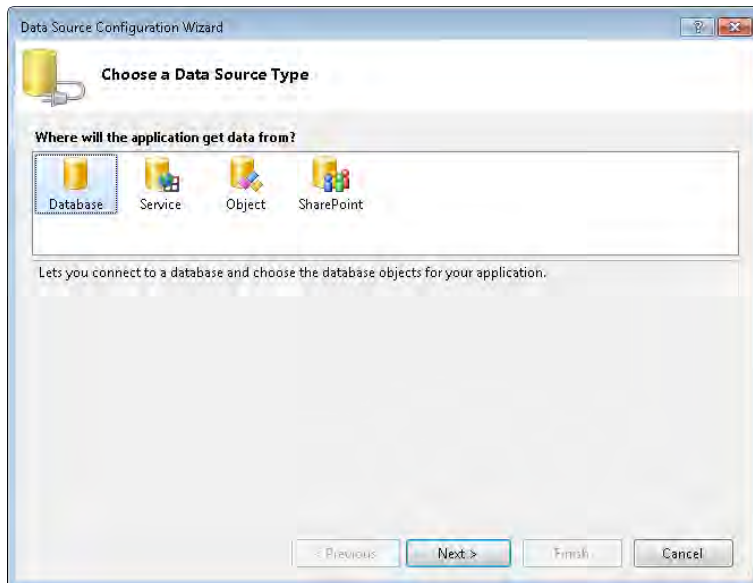 Data Source Configuration Wizard
Choose a Data Source Type
Where will the application get data from?
Database Service Object SharePoint
Lets you connect to a database and choose the database objects for your application.
< Previous Next > Finish Cancel